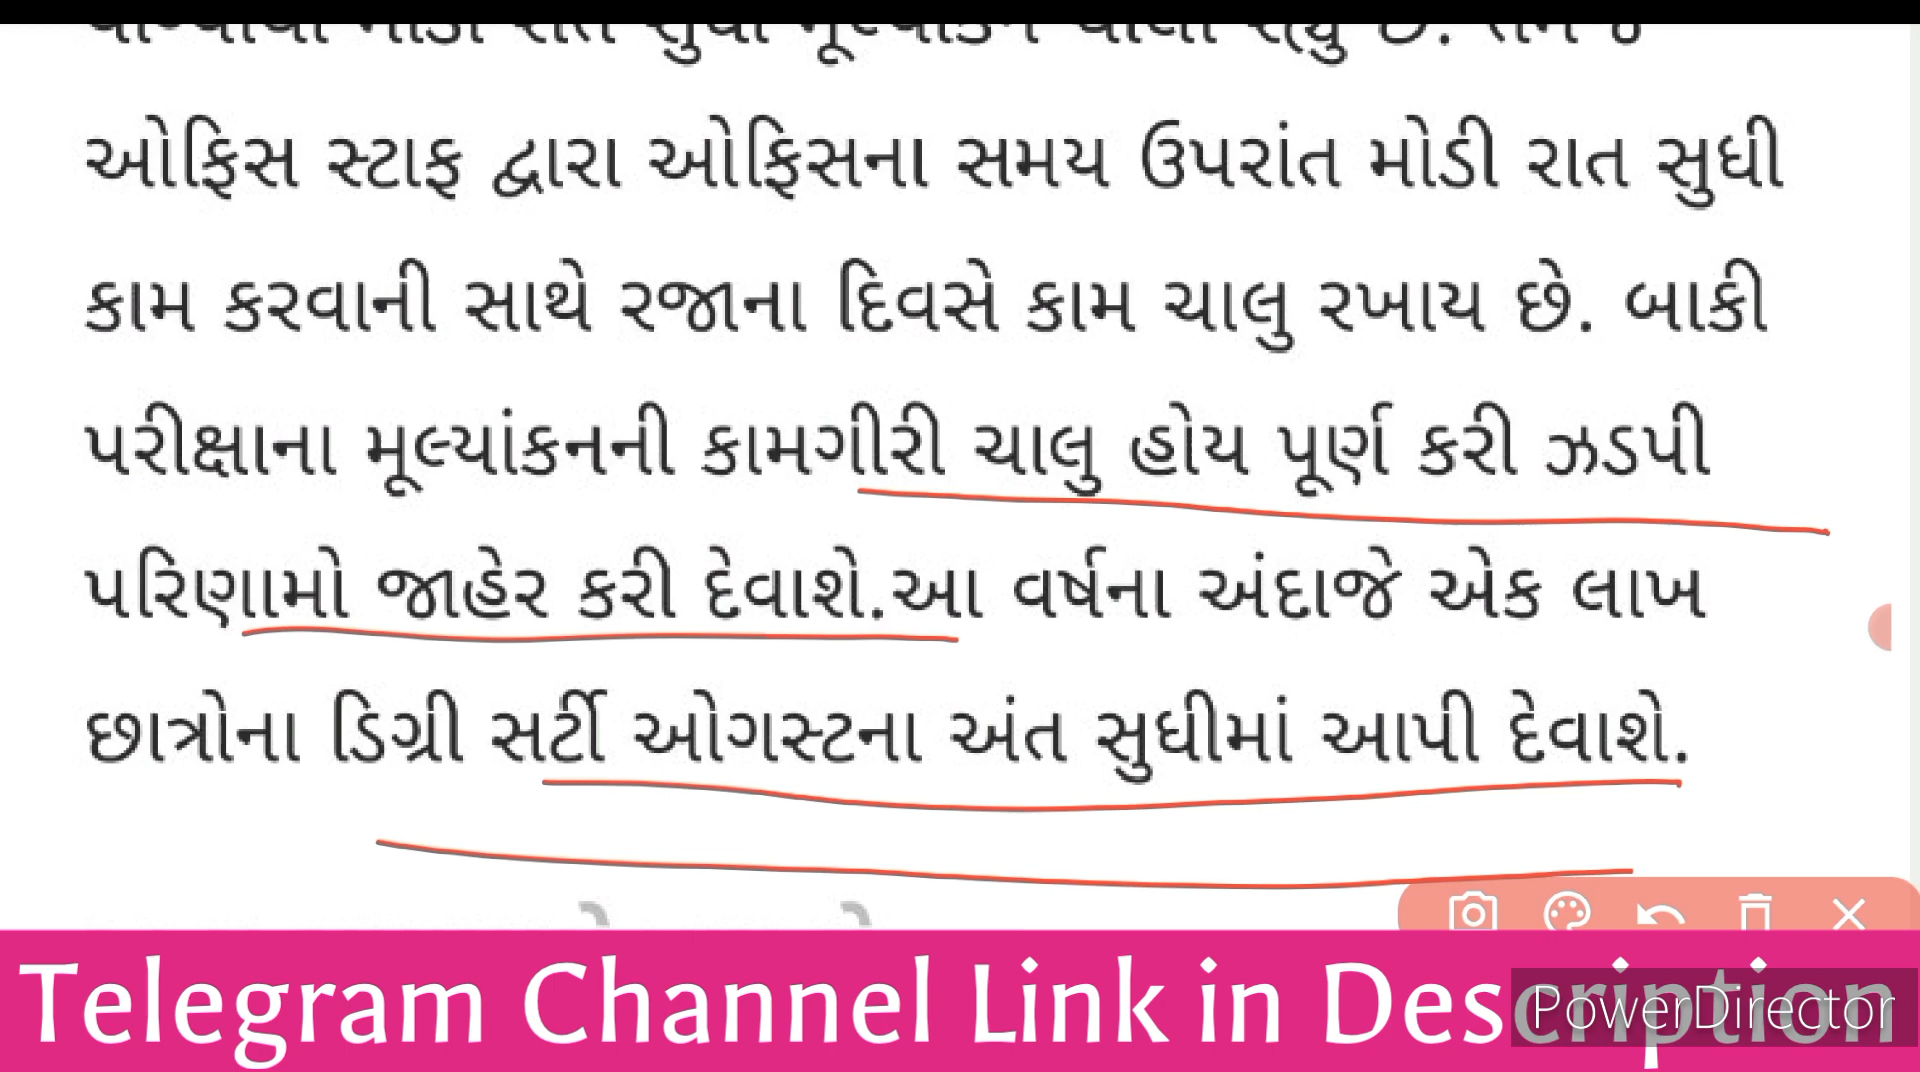 ઓફિસ સ્ટાફ દ્વારા ઓફિસના સમય ઉપરાંત મોડી રાત સુધી
કામ કરવાની સાથે રજાના દિવસે કામ ચાલુ રખાય છે. બાકી
પરીક્ષાના મૂલ્યાંકનની કામગીરી ચાલુ હોય પૂર્ણ કરી ઝડપી
પરિણામો જાહેર કરી દેવાશે.આ વર્ષના અંદાજે એક લાખ
છાત્રોના ડિગ્રી સર્ટી ઓગસ્ટના અંત સુધીમાં આપી દેવાશે.
Telegram Channel Link in Description
PowerDirector